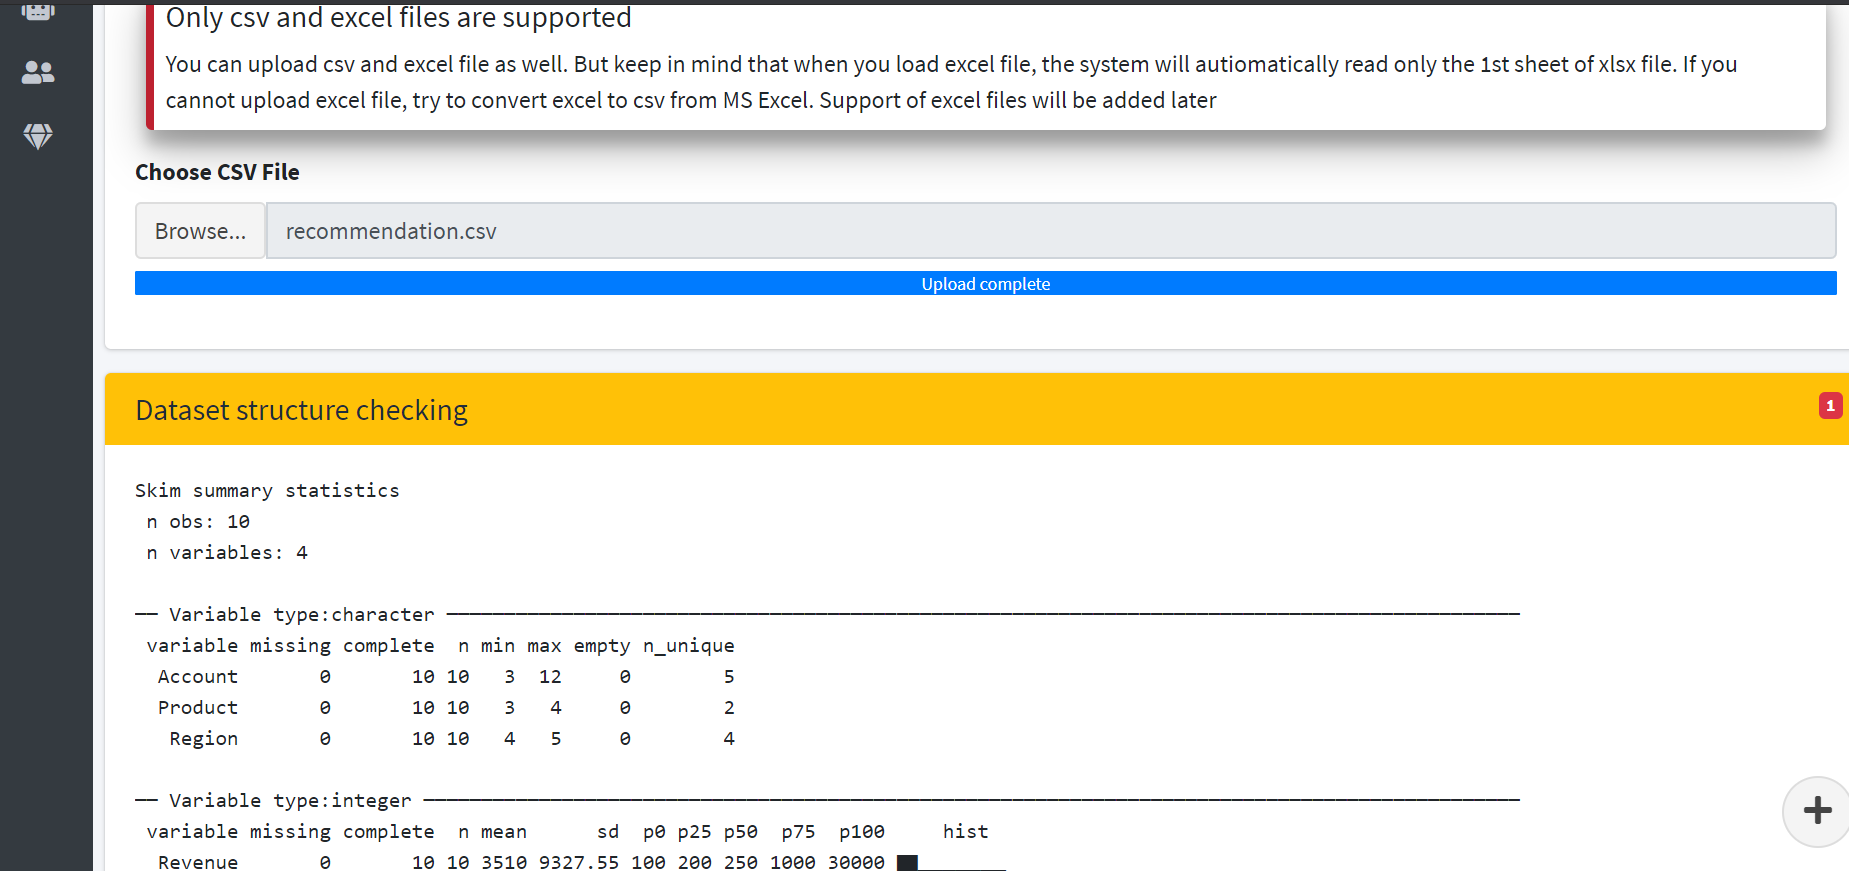 Only csv and excel files are supported
You can upload csv and excel file as well. But keep in mind that when you load excel file, the system will autiomatically read only the 1st sheet of xlsx file. If you
cannot upload excel file, try to convert excel to csv from MS Excel. Support of excel files will be added later
Choose CSV File
Browse... recommendation.csv
Upload complete
Dataset structure checking 1
Skim summary statistics
n obs: 10
n variables: 4
── Variable type:character ──
variable missing complete n min max empty n_unique
Account 0 10 10 3 12 0 5
Product 0 10 10 3 4 0 2
Region 0 10 10 4 5 0 4
── Variable type:integer ──
variable missing complete n mean sd p0 p25 p50 p75 p100 hist
Revenue 0 10 10 3510 9327.55 100 200 250 1000 30000